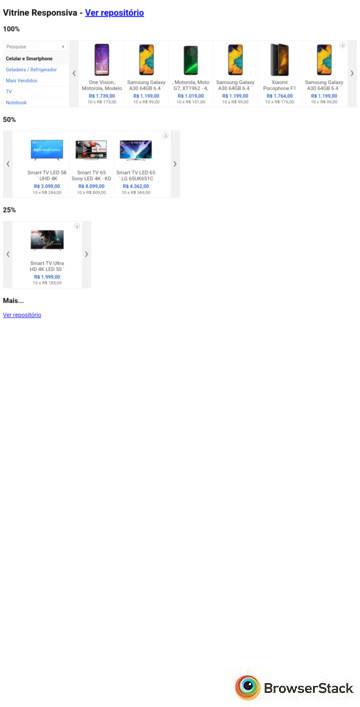 Vitrine Responsiva - Ver repositório
100%
Pesquise
Celular e Smartphone
Geladeira / Refrigerador
Mais Vendidos
TV
Notebook
One Vision,
Motorola, Modelo
R$ 1.739,00
10 x R$ 173,00
Samsung Galaxy
A30 64GB 6.4
R$ 1.199,00
10 x R$ 99,00
, Motorola, Moto
G7, XT1962 - 4,
R$ 1.019,00
10 x R$ 101,00
Samsung Galaxy
A30 64GB 6.4
R$ 1.199,00
10 x R$ 99,00
Xiaomi
Pocophone F1
R$ 1.764,00
10 x R$ 176,00
Samsung Galaxy
A30 64GB 6.4
R$ 1.199,00
10 x R$ 99,00
50%
Smart TV LED 58
UHD 4K
R$ 3.099,00
10 x R$ 294,00
Smart TV 65
Sony LED 4K - KD
R$ 8.099,00
10 x R$ 809,00
Smart TV LED 65
LG 65UK651C
R$ 4.362,00
10 x R$ 369,00
25%
Smart TV Ultra
HD 4K LED 50
R$ 1.999,00
10 x R$ 189,00
Mais...
Ver repositório
BrowserStack